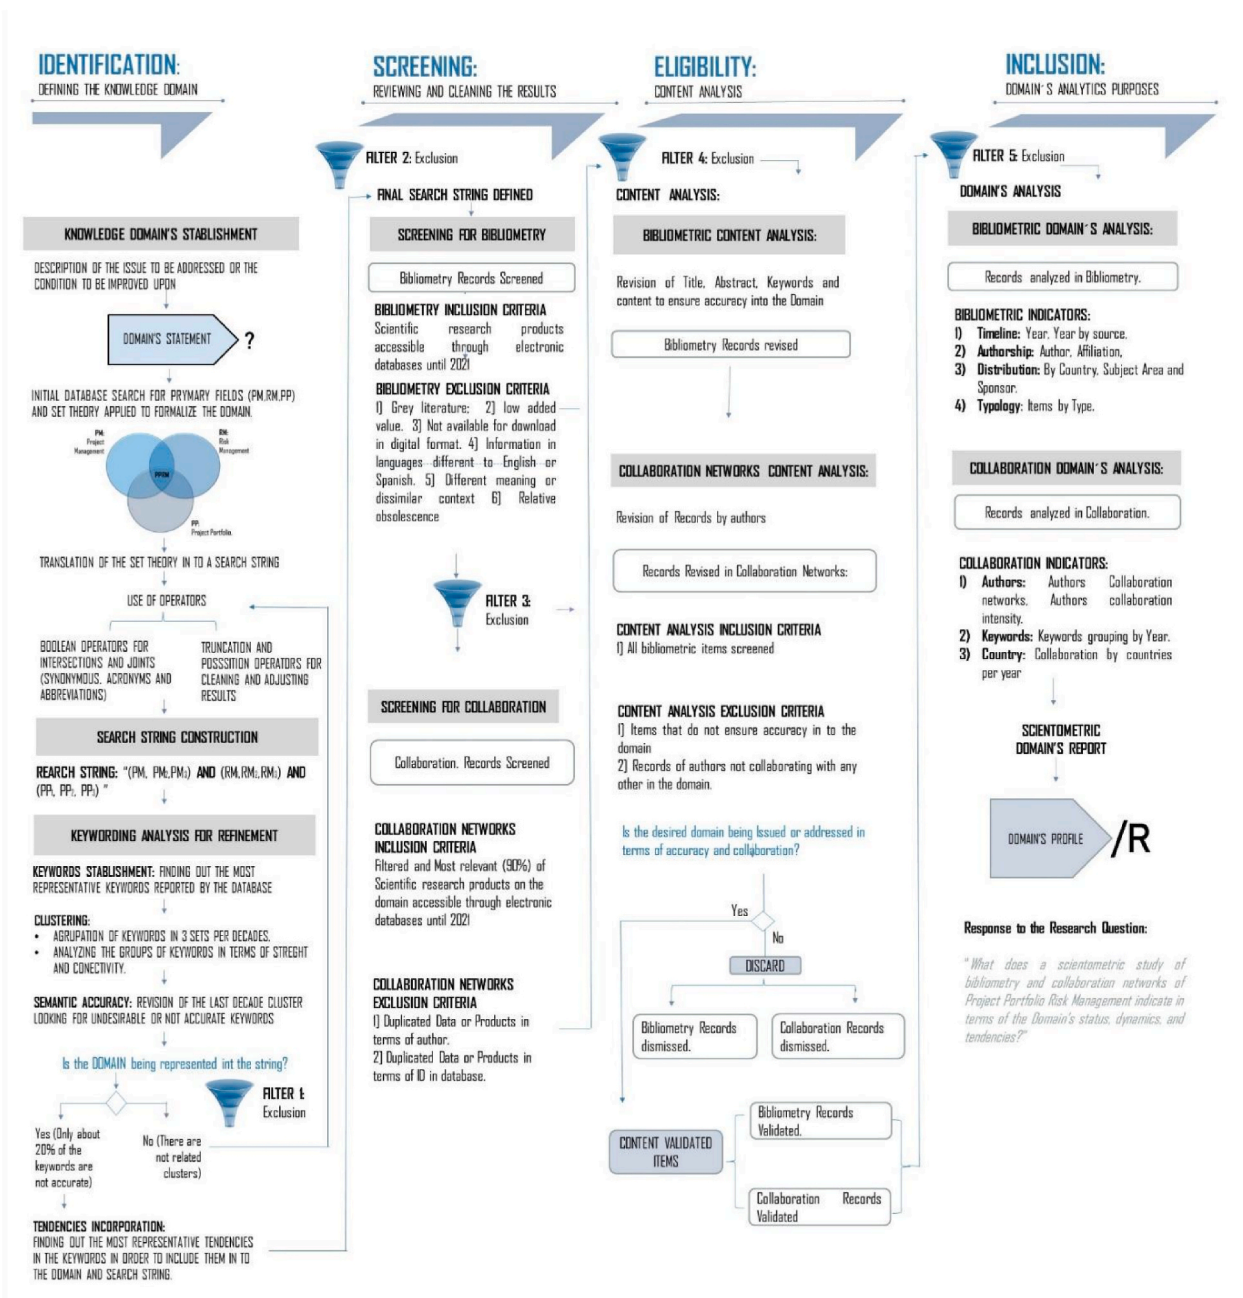 IDENTIFICATION:
DEFINING THE KNOWLEDGE DOMAIN
KNOWLEDGE DOMAIN'S STABLISHMENT
DESCRIPTION OF THE ISSUE TO BE ADDRESSED OR THE
CONDITION TO BE IMPROVED UPON
DOMAIN'S STATEMENT
?
INITIAL DATABASE SEARCH FOR PRYMARY FIELDS (PM,RM,PP)
AND SET THEORY APPLIED TO FORMALIZE THE DOMAIN.
PM:
Project
Management
RM:
Risk
Management
PPRM
PP:
Project Portfolio.
TRANSLATION OF THE SET THEORY IN TO A SEARCH STRING
USE OF OPERATORS
BOOLEAN OPERATORS FOR
INTERSECTIONS AND JOINTS
(SYNONYMOUS, ACRONYMS AND
ABBREVIATIONS)
TRUNCATION AND
POSSSITION OPERATORS FOR
CLEANING AND ADJUSTING
RESULTS
SEARCH STRING CONSTRUCTION
REARCH STRING: "(PM, PM₂,PM₃) AND (RM,RM₂,RM₃) AND
(PP₁, PP₂, PP₃) "
KEYWORDING ANALYSIS FOR REFINEMENT
KEYWORDS STABLISHMENT: FINDING OUT THE MOST
REPRESENTATIVE KEYWORDS REPORTED BY THE DATABASE
CLUSTERING:
• AGRUPATION OF KEYWORDS IN 3 SETS PER DECADES.
• ANALYZING THE GROUPS OF KEYWORDS IN TERMS OF STREGHT
AND CONECTIVITY.
SEMANTIC ACCURACY: REVISION OF THE LAST DECADE CLUSTER
LOOKING FOR UNDESIRABLE OR NOT ACCURATE KEYWORDS
Is the DOMAIN being represented int the string?
FILTER 1:
Exclusion
Yes (Only about
20% of the
keywords are
not accurate)
No (There are
not related
clusters)
TENDENCIES INCORPORATION:
FINDING OUT THE MOST REPRESENTATIVE TENDENCIES
IN THE KEYWORDS IN ORDER TO INCLUDE THEM IN TO
THE DOMAIN AND SEARCH STRING.
SCREENING:
REVIEWING AND CLEANING THE RESULTS
FILTER 2: Exclusion
FINAL SEARCH STRING DEFINED
SCREENING FOR BIBLIOMETRY
Bibliometry Records Screened
BIBLIOMETRY INCLUSION CRITERIA
Scientific research products
accessible through electronic
databases until 2021
BIBLIOMETRY EXCLUSION CRITERIA
1) Grey literature; 2) low added
value. 3) Not available for download
in digital format. 4) Information in
languages different to English or
Spanish. 5) Different meaning or
dissimilar context 6) Relative
obsolescence
FILTER 3:
Exclusion
SCREENING FOR COLLABORATION
Collaboration. Records Screened
COLLABORATION NETWORKS
INCLUSION CRITERIA
Filtered and Most relevant (90%) of
Scientific research products on the
domain accessible through electronic
databases until 2021
COLLABORATION NETWORKS
EXCLUSION CRITERIA
1) Duplicated Data or Products in
terms of author.
2) Duplicated Data or Products in
terms of ID in database.
ELIGIBILITY:
CONTENT ANALYSIS
FILTER 4: Exclusion
CONTENT ANALYSIS:
BIBLIOMETRIC CONTENT ANALYSIS:
Revision of Title, Abstract, Keywords and
content to ensure accuracy into the Domain
Bibliometry Records revised
COLLABORATION NETWORKS CONTENT ANALYSIS:
Revision of Records by authors
Records Revised in Collaboration Networks:
CONTENT ANALYSIS INCLUSION CRITERIA
1) All bibliometric items screened
CONTENT ANALYSIS EXCLUSION CRITERIA
1) Items that do not ensure accuracy in to the
domain
2) Records of authors not collaborating with any
other in the domain.
Is the desired domain being Issued or addressed in
terms of accuracy and collaboration?
Yes
No
DISCARD
Bibliometry Records
dismissed.
Collaboration Records
dismissed.
CONTENT VALIDATED
ITEMS
Bibliometry Records
Validated.
Collaboration Records
Validated
INCLUSION:
DOMAIN´S ANALYTICS PURPOSES
FILTER 5: Exclusion
DOMAIN'S ANALYSIS
BIBLIOMETRIC DOMAIN´S ANALYSIS:
Records analyzed in Bibliometry.
BIBLIOMETRIC INDICATORS:
1) Timeline: Year, Year by source.
2) Authorship: Author, Affiliation,
3) Distribution: By Country, Subject Area and
Sponsor.
4) Typology: Items by Type.
COLLABORATION DOMAIN´S ANALYSIS:
Records analyzed in Collaboration.
COLLABORATION INDICATORS:
1) Authors: Authors Collaboration
networks. Authors collaboration
intensity.
2) Keywords: Keywords grouping by Year.
3) Country: Collaboration by countries
per year
SCIENTOMETRIC
DOMAIN'S REPORT
DOMAIN'S PROFILE
/R
Response to the Research Question:
"What does a scientometric study of
bibliometry and collaboration networks of
Project Portfolio Risk Management indicate in
terms of the Domain's status, dynamics, and
tendencies?"